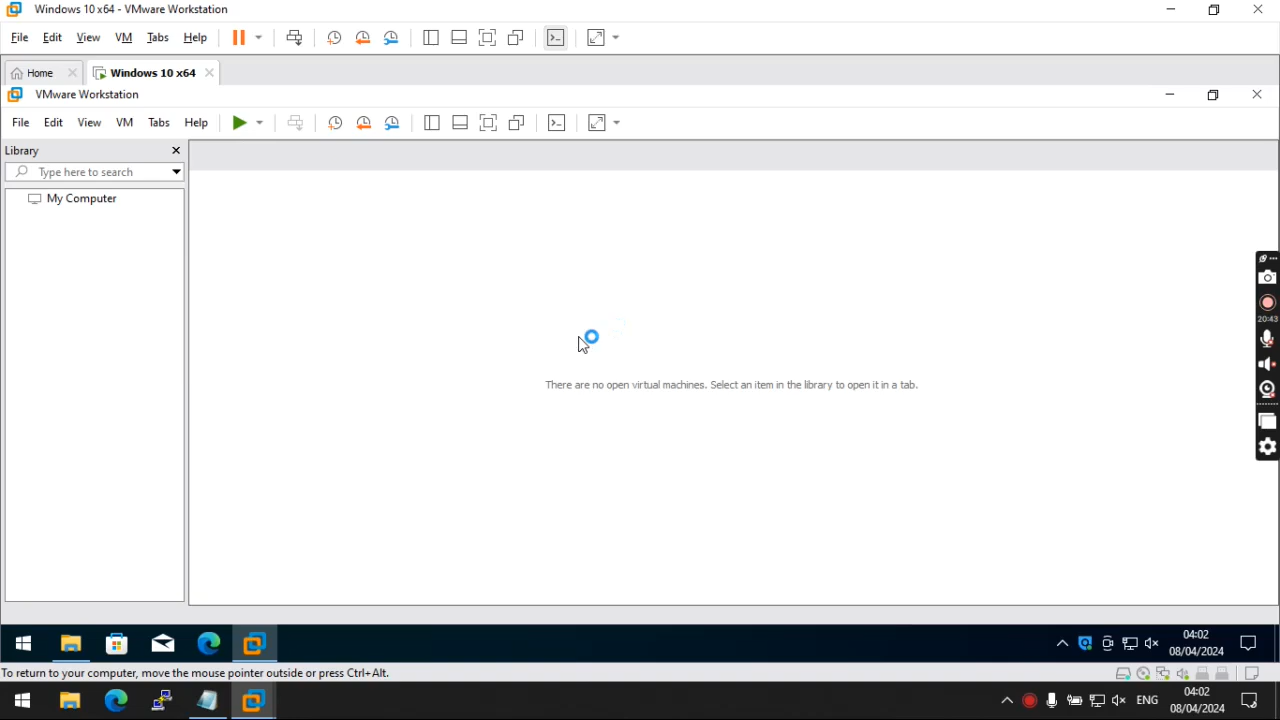 Windows 10 x64 - VMware Workstation
File Edit View VM Tabs Help
Home Windows 10 x64
VMware Workstation
File Edit View VM Tabs Help
Library
Type here to search
My Computer
There are no open virtual machines. Select an item in the library to open it in a tab.
20:43
04:02
08/04/2024
To return to your computer, move the mouse pointer outside or press Ctrl+Alt.
ENG
04:02
08/04/2024